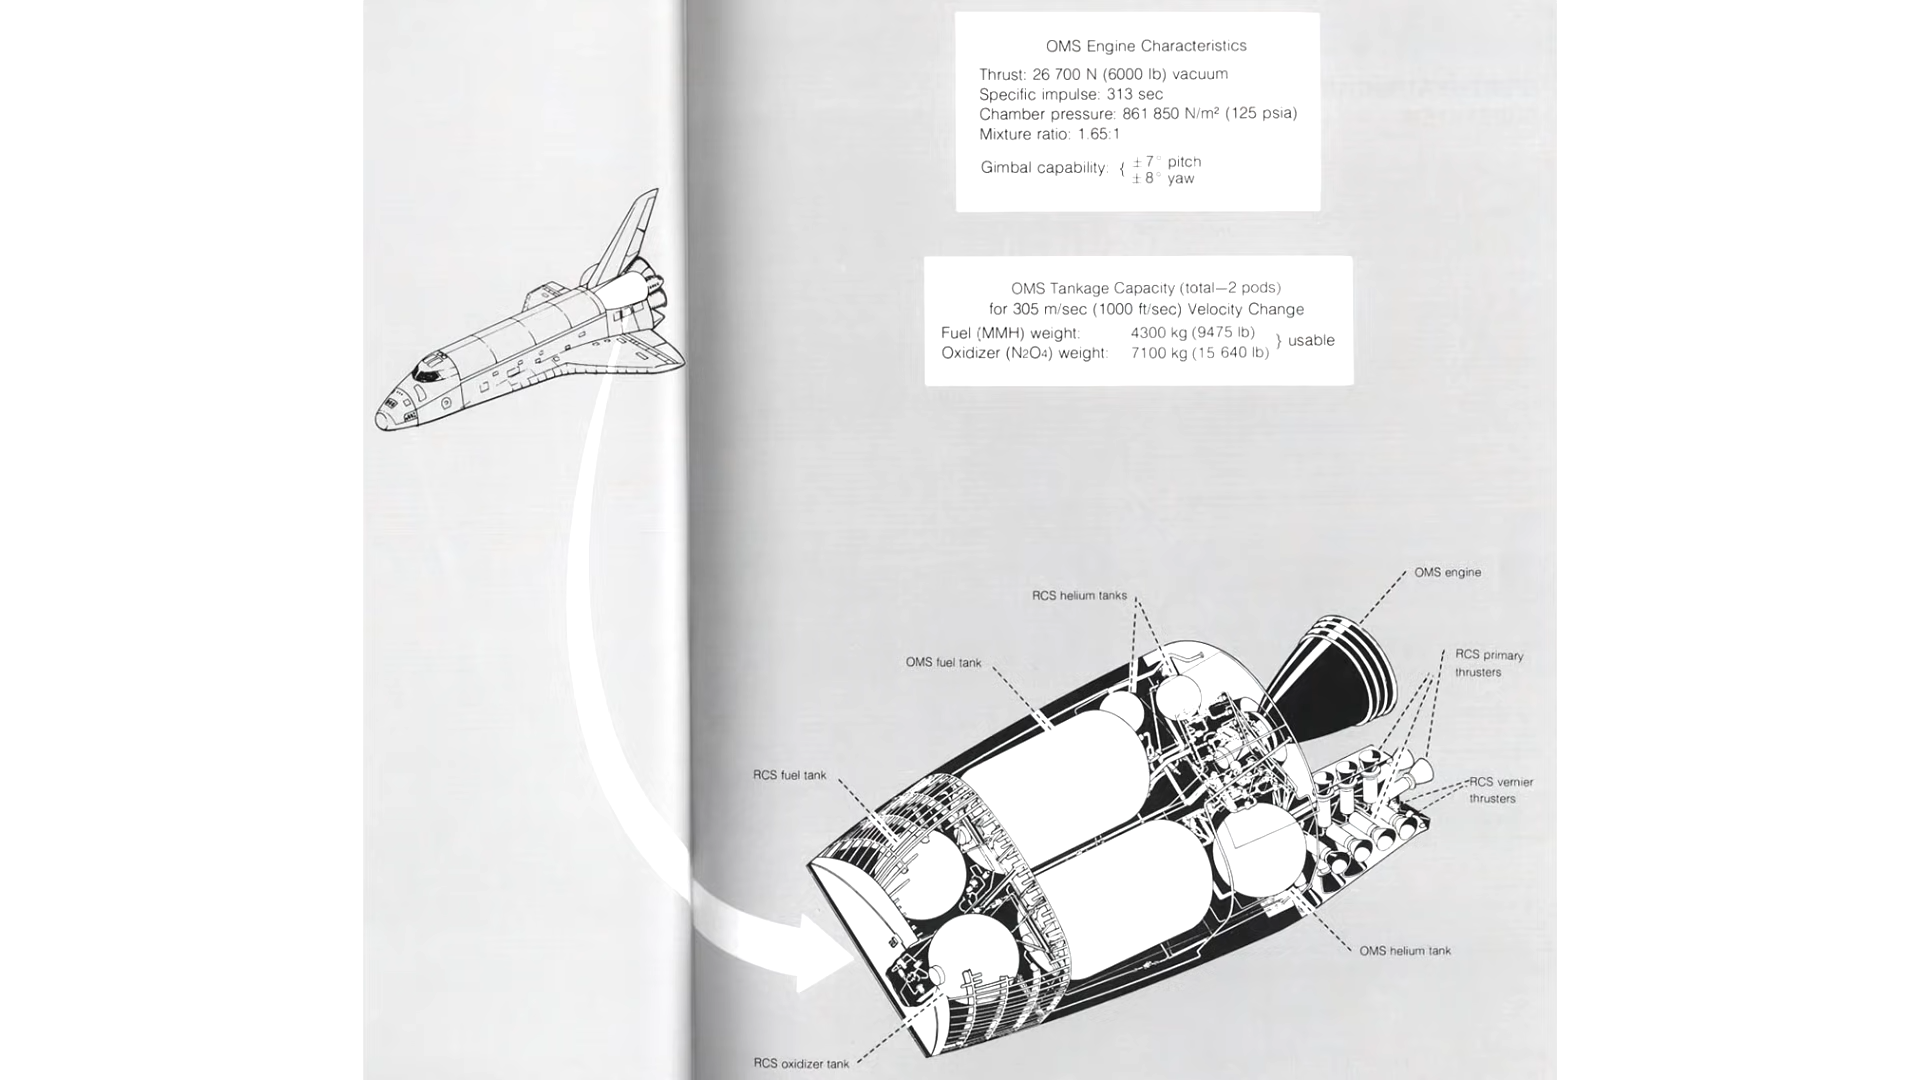 OMS Engine Characteristics
Thrust: 26 700 N (6000 lb) vacuum
Specific impulse: 313 sec
Chamber pressure: 861 850 N/m² (125 psia)
Mixture ratio: 1.65:1
Gimbal capability: { ± 7° pitch
± 8° yaw
OMS Tankage Capacity (total—2 pods)
for 305 m/sec (1000 ft/sec) Velocity Change
Fuel (MMH) weight: 4300 kg (9475 lb) } usable
Oxidizer (N2O4) weight: 7100 kg (15 640 lb)
OMS engine
RCS helium tanks
RCS primary
thrusters
OMS fuel tank
RCS fuel tank
RCS vernier
thrusters
OMS helium tank
RCS oxidizer tank